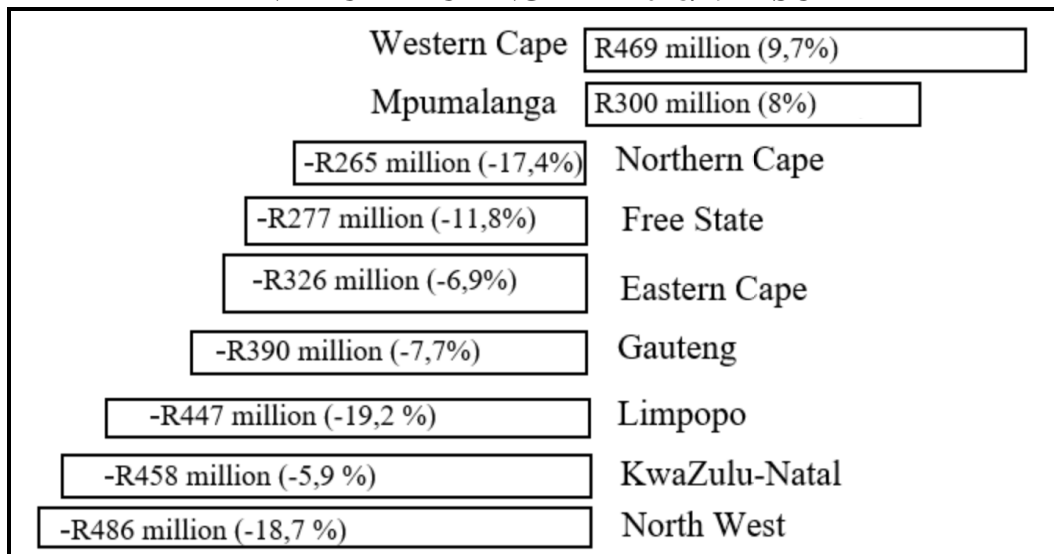 Western Cape R469 million (9,7%)
Mpumalanga R300 million (8%)
-R265 million (-17,4%) Northern Cape
-R277 million (-11,8%) Free State
-R326 million (-6,9%) Eastern Cape
-R390 million (-7,7%) Gauteng
-R447 million (-19,2 %) Limpopo
-R458 million (-5,9 %) KwaZulu-Natal
-R486 million (-18,7 %) North West